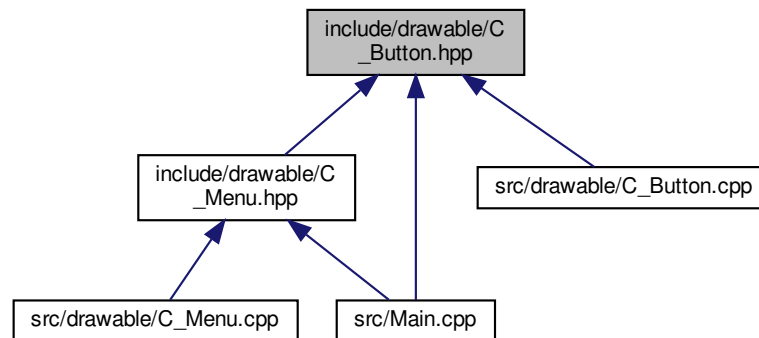 include/drawable/C
_Button.hpp
include/drawable/C
_Menu.hpp
src/drawable/C_Button.cpp
src/drawable/C_Menu.cpp
src/Main.cpp